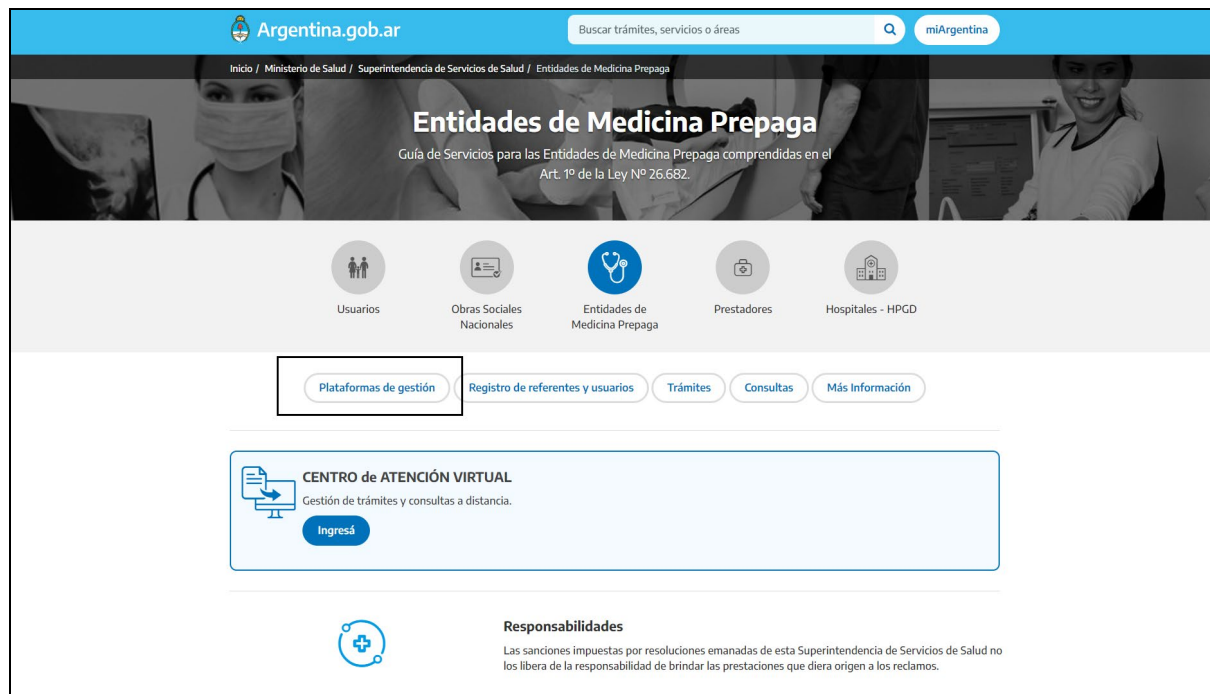 Argentina.gob.ar
Buscar trámites, servicios o áreas
miArgentina
Inicio / Ministerio de Salud / Superintendencia de Servicios de Salud / Entidades de Medicina Prepaga
Entidades de Medicina Prepaga
Guía de Servicios para las Entidades de Medicina Prepaga comprendidas en el
Art. 1º de la Ley Nº 26.682.
Usuarios
Obras Sociales
Nacionales
Entidades de
Medicina Prepaga
Prestadores
Hospitales - HPGD
Plataformas de gestión
Registro de referentes y usuarios
Trámites
Consultas
Más Información
CENTRO de ATENCIÓN VIRTUAL
Gestión de trámites y consultas a distancia.
Ingresá
Responsabilidades
Las sanciones impuestas por resoluciones emanadas de esta Superintendencia de Servicios de Salud no
los libera de la responsabilidad de brindar las prestaciones que diera origen a los reclamos.